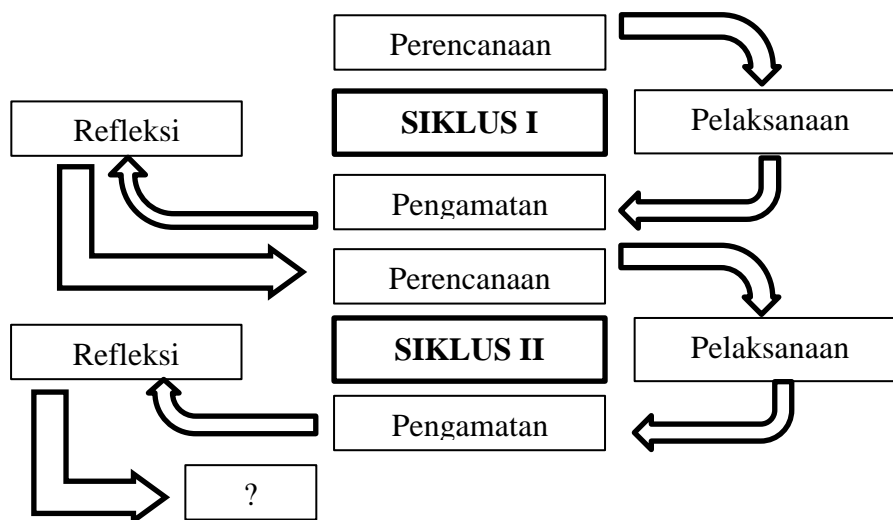 Perencanaan
Refleksi
SIKLUS I
Pelaksanaan
Pengamatan
Perencanaan
Refleksi
SIKLUS II
Pelaksanaan
Pengamatan
?